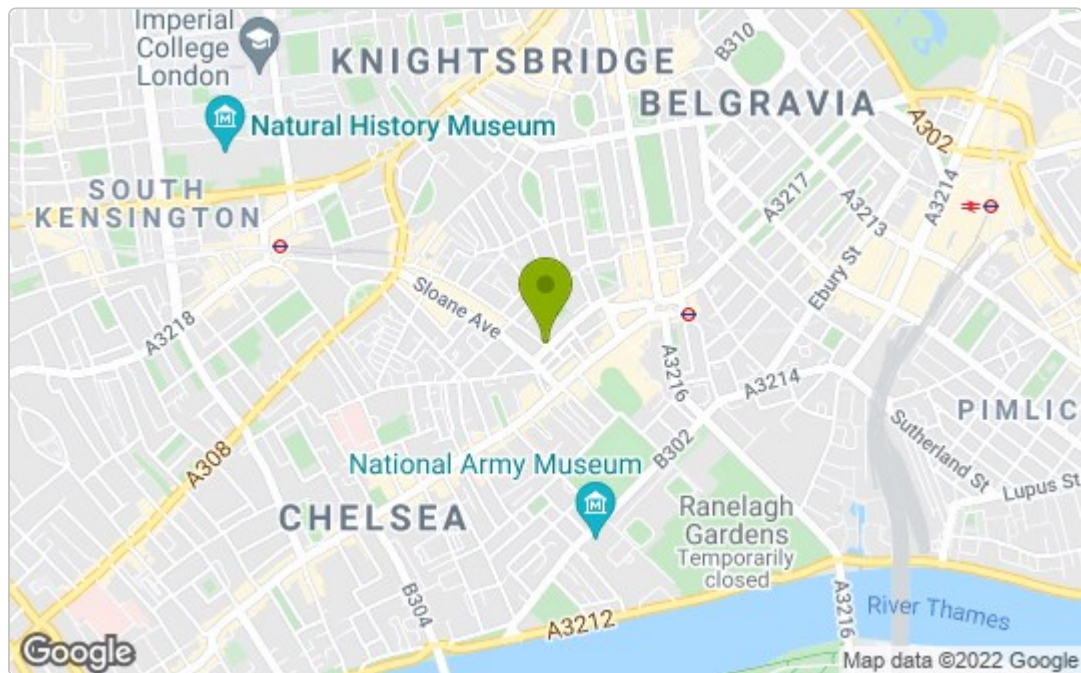 Imperial
College
London
KNIGHTSBRIDGE
B310
BELGRAVIA
Natural History Museum
A302
SOUTH
KENSINGTON
A3217
A3213
A3214
Sloane Ave
Ebury St
A3218
A3216
A3214
PIMLIC
A308
National Army Museum
B302
Sutherland St
Lupus St
CHELSEA
Ranelagh
Gardens
Temporarily
closed
B304
A3212
A3216
River Thames
Google
Map data ©2022 Google